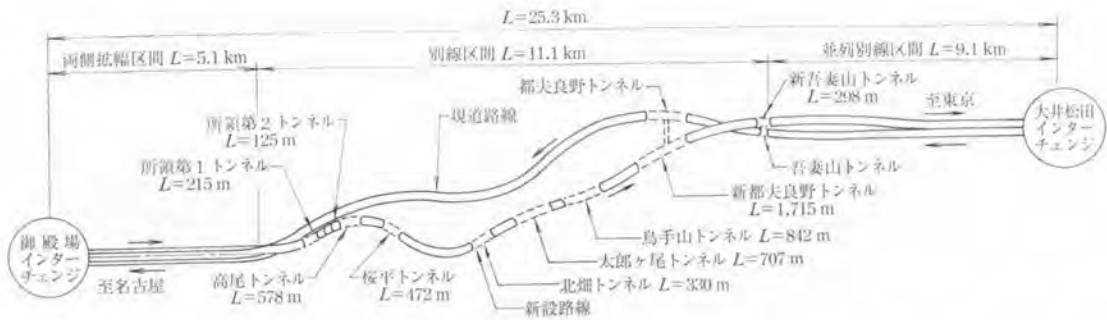 L=25.3 km
両側拡幅区間 L=5.1 km
別線区間 L=11.1 km
並列別線区間 L=9.1 km
都夫良野トンネル
新吾妻山トンネル
L=298 m
至東京
大井松田
インター
チェンジ
所領第2トンネル
L=125 m
現道路線
所領第1トンネル
L=215 m
吾妻山トンネル
新都夫良野トンネル
L=1,715 m
御殿場
インター
チェンジ
鳥手山トンネル L=842 m
太郎ヶ尾トンネル L=707 m
至名古屋
高尾トンネル
L=578 m
桜平トンネル
L=472 m
北畑トンネル L=330 m
新設路線